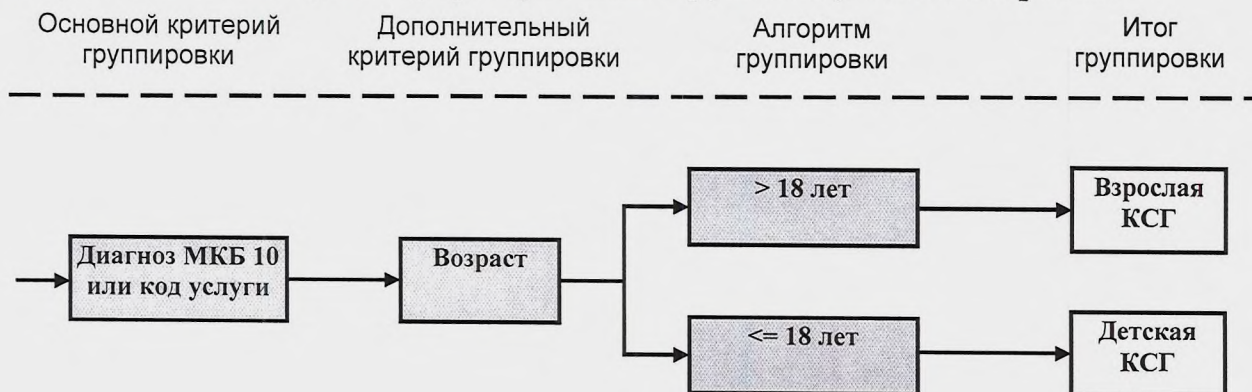 Основной критерий
группировки
Дополнительный
критерий группировки
Алгоритм
группировки
Итог
группировки
Диагноз МКБ 10
или код услуги
Возраст
> 18 лет
<= 18 лет
Взрослая
КСГ
Детская
КСГ